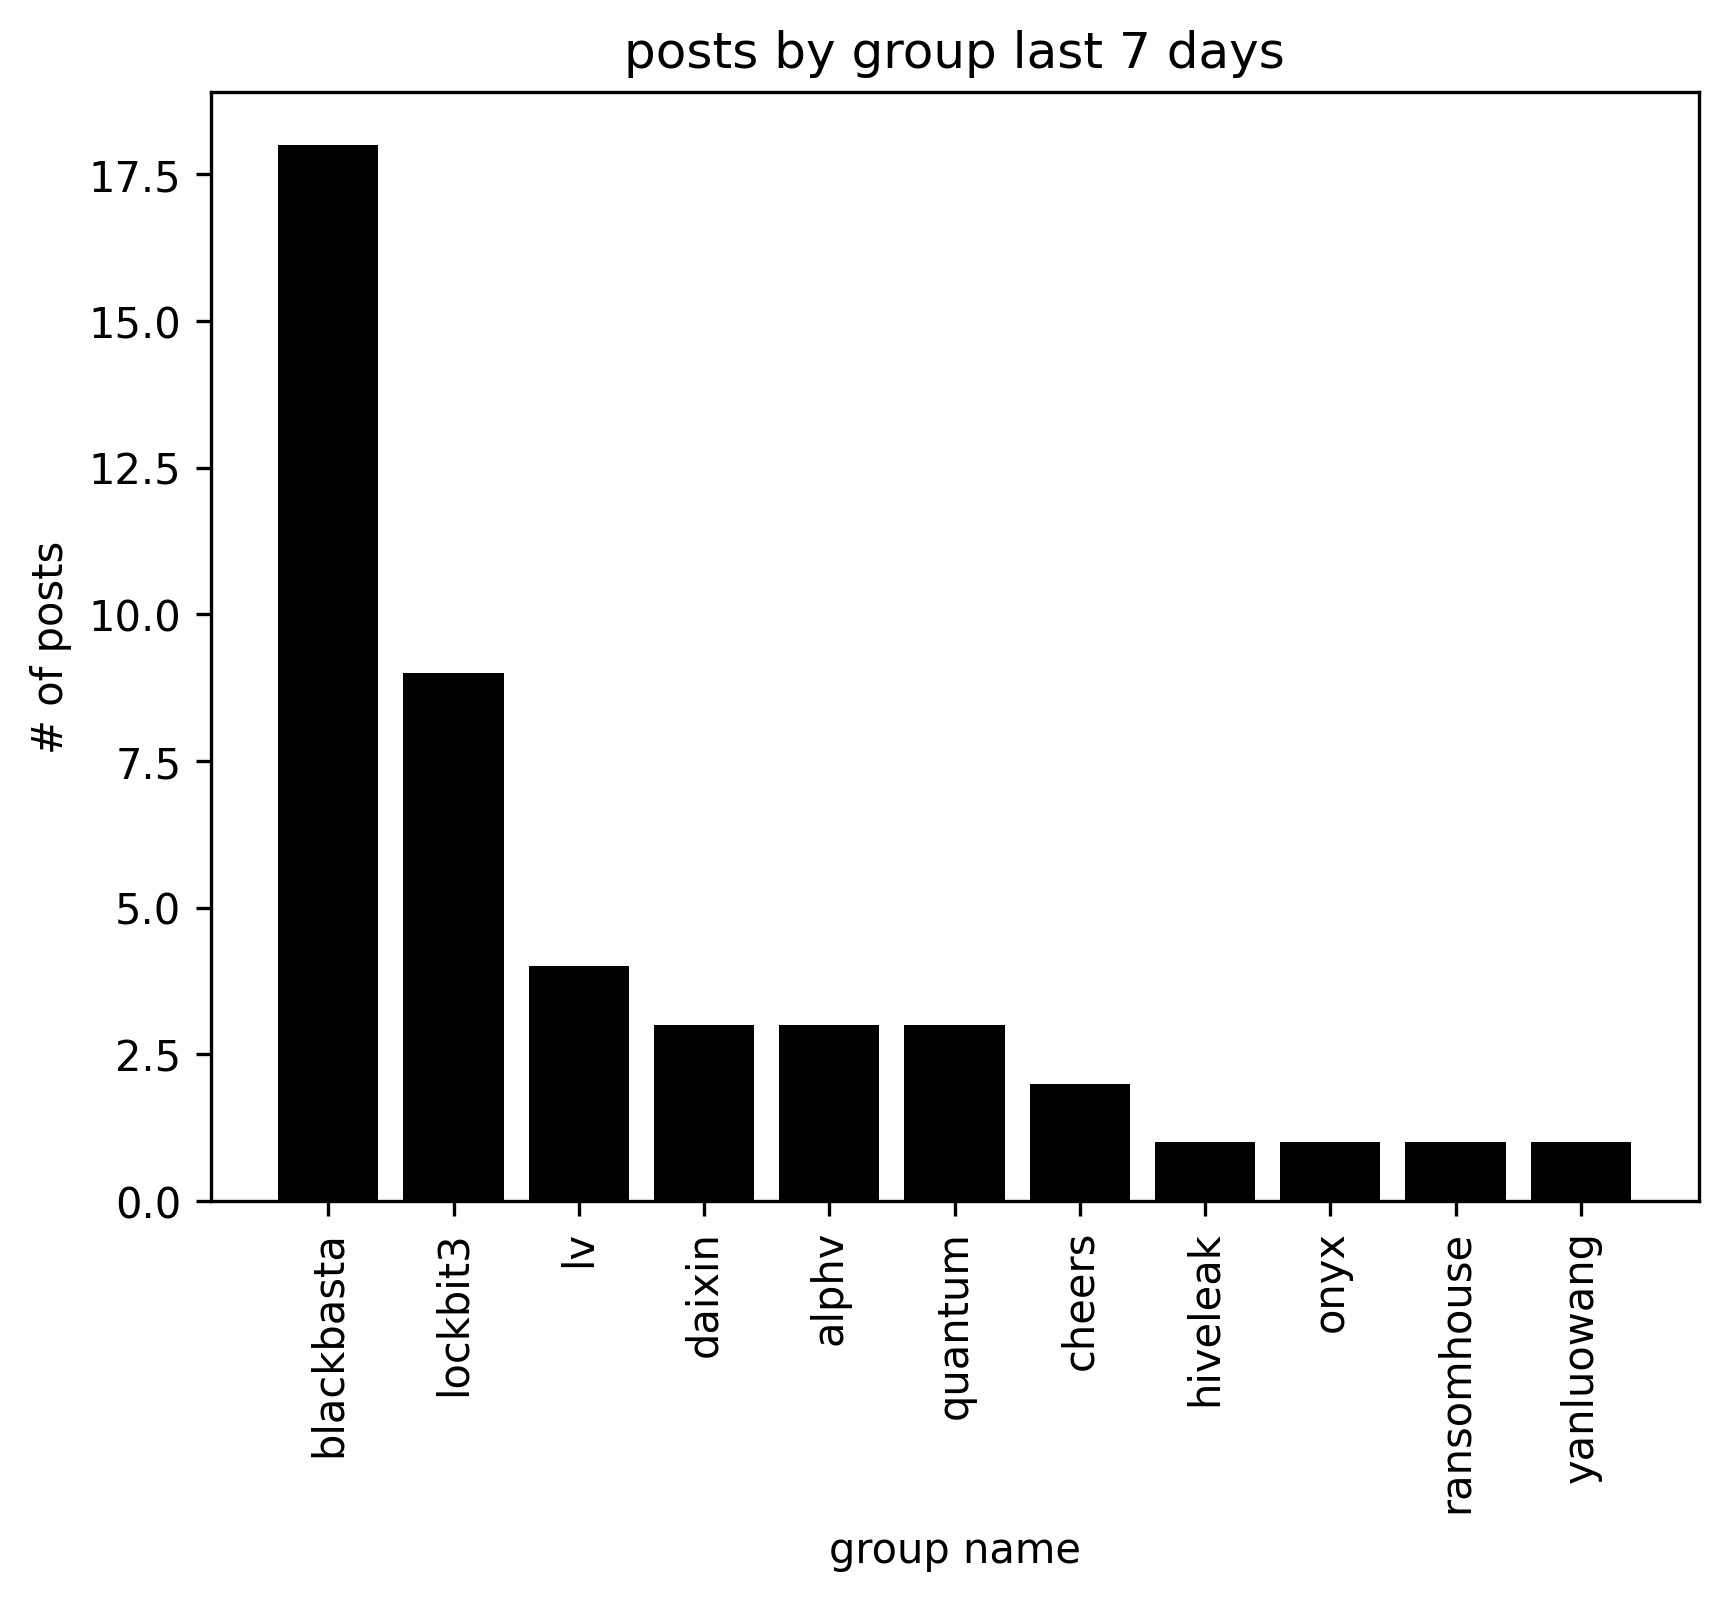 posts by group last 7 days
17.5
15.0
12.5
10.0
7.5
5.0
2.5
0.0
# of posts
blackbasta
lockbit3
lv
daixin
alphv
quantum
cheers
hiveleak
onyx
ransomhouse
yanluowang
group name